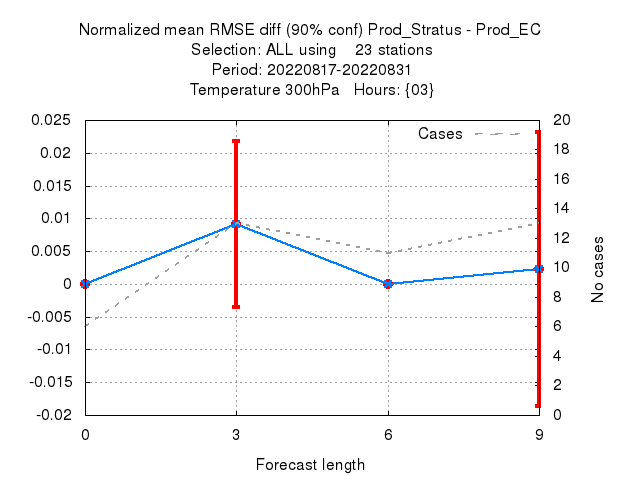 Normalized mean RMSE diff (90% conf) Prod_Stratus - Prod_EC
Selection: ALL using    23 stations
Period: 20220817-20220831
Temperature 300hPa   Hours: {03}
0.025
0.02
0.015
0.01
0.005
0
-0.005
-0.01
-0.015
-0.02
Cases
20
18
16
14
12
10
8
6
4
2
0
No cases
0 3 6 9
Forecast length